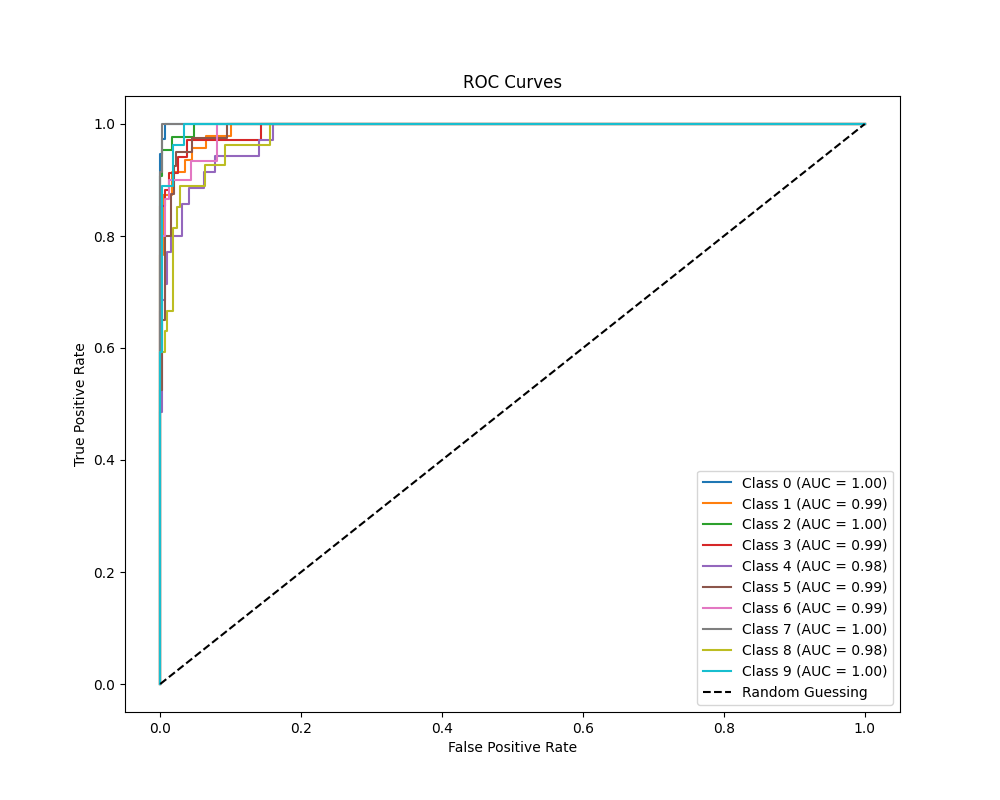 ROC Curves
True Positive Rate
1.0
0.8
0.6
0.4
0.2
0.0
0.0 0.2 0.4 0.6 0.8 1.0
False Positive Rate
Class 0 (AUC = 1.00)
Class 1 (AUC = 0.99)
Class 2 (AUC = 1.00)
Class 3 (AUC = 0.99)
Class 4 (AUC = 0.98)
Class 5 (AUC = 0.99)
Class 6 (AUC = 0.99)
Class 7 (AUC = 1.00)
Class 8 (AUC = 0.98)
Class 9 (AUC = 1.00)
Random Guessing